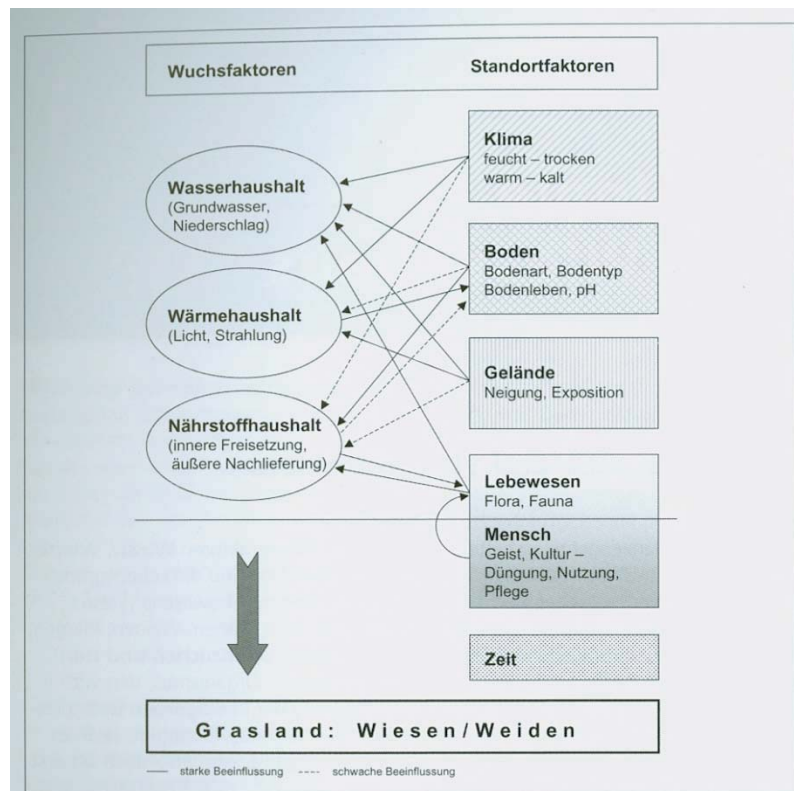 Wuchsfaktoren
Standortfaktoren
Klima
feucht – trocken
warm – kalt
Wasserhaushalt
(Grundwasser,
Niederschlag)
Boden
Bodenart, Bodentyp
Bodenleben, pH
Wärmehaushalt
(Licht, Strahlung)
Gelände
Neigung, Exposition
Nährstoffhaushalt
(innere Freisetzung,
äußere Nachlieferung)
Lebewesen
Flora, Fauna
Mensch
Geist, Kultur –
Düngung, Nutzung,
Pflege
Zeit
Grasland: Wiesen/Weiden
starke Beeinflussung
schwache Beeinflussung